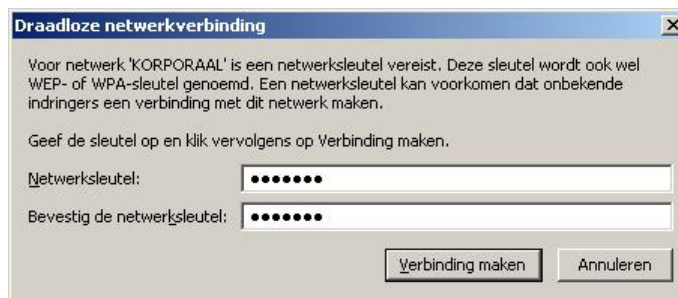 Draadloze netwerkverbinding
Voor netwerk 'KORPORAAL' is een netwerksleutel vereist. Deze sleutel wordt ook wel
WEP- of WPA-sleutel genoemd. Een netwerksleutel kan voorkomen dat onbekende
indringers een verbinding met dit netwerk maken.
Geef de sleutel op en klik vervolgens op Verbinding maken.
Netwerksleutel: •••••••
Bevestig de netwerksleutel: •••••••
Verbinding maken Annuleren